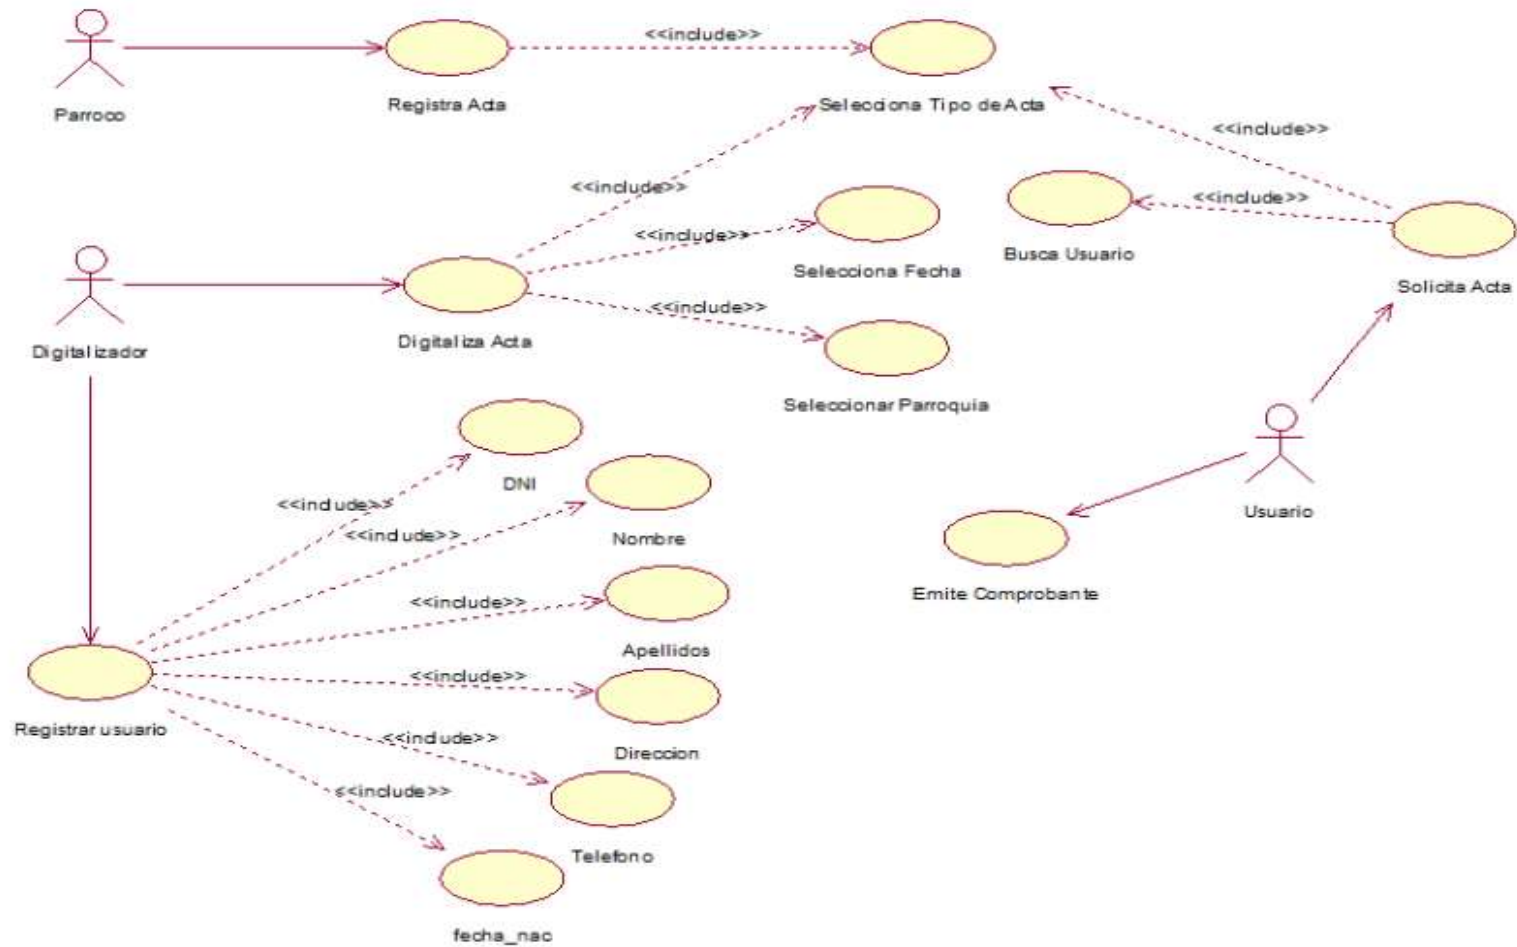 <<include>>
Registra Acta
Selecciona Tipo de Acta
Parroco
<<include>>
<<include>>
<<include>>
<<include>>
Busca Usuario
<<include>>
Selecciona Fecha
Solicita Acta
<<include>>
Digitaliza Acta
Digitalizador
Seleccionar Parroquia
DNI
<<include>>
Usuario
<<include>>
Nombre
Emite Comprobante
<<include>>
Apellidos
<<include>>
Registrar usuario
<<include>>
Direccion
<<include>>
Telefono
fecha_nac